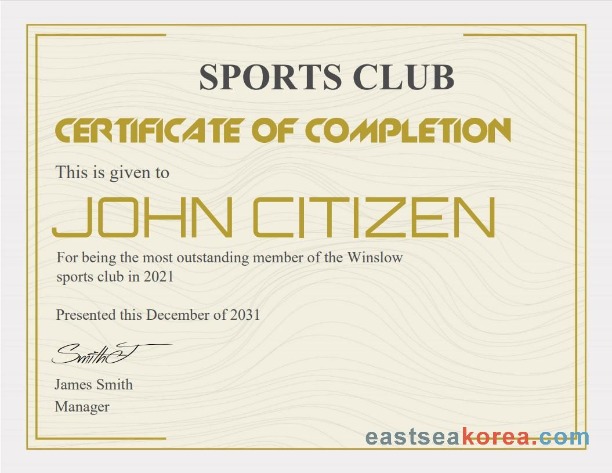 SPORTS CLUB
CERTIFICATE OF COMPLETION
This is given to
JOHN CITIZEN
For being the most outstanding member of the Winslow
sports club in 2021
Presented this December of 2031
SmithJ
James Smith
Manager
eastseakorea.com